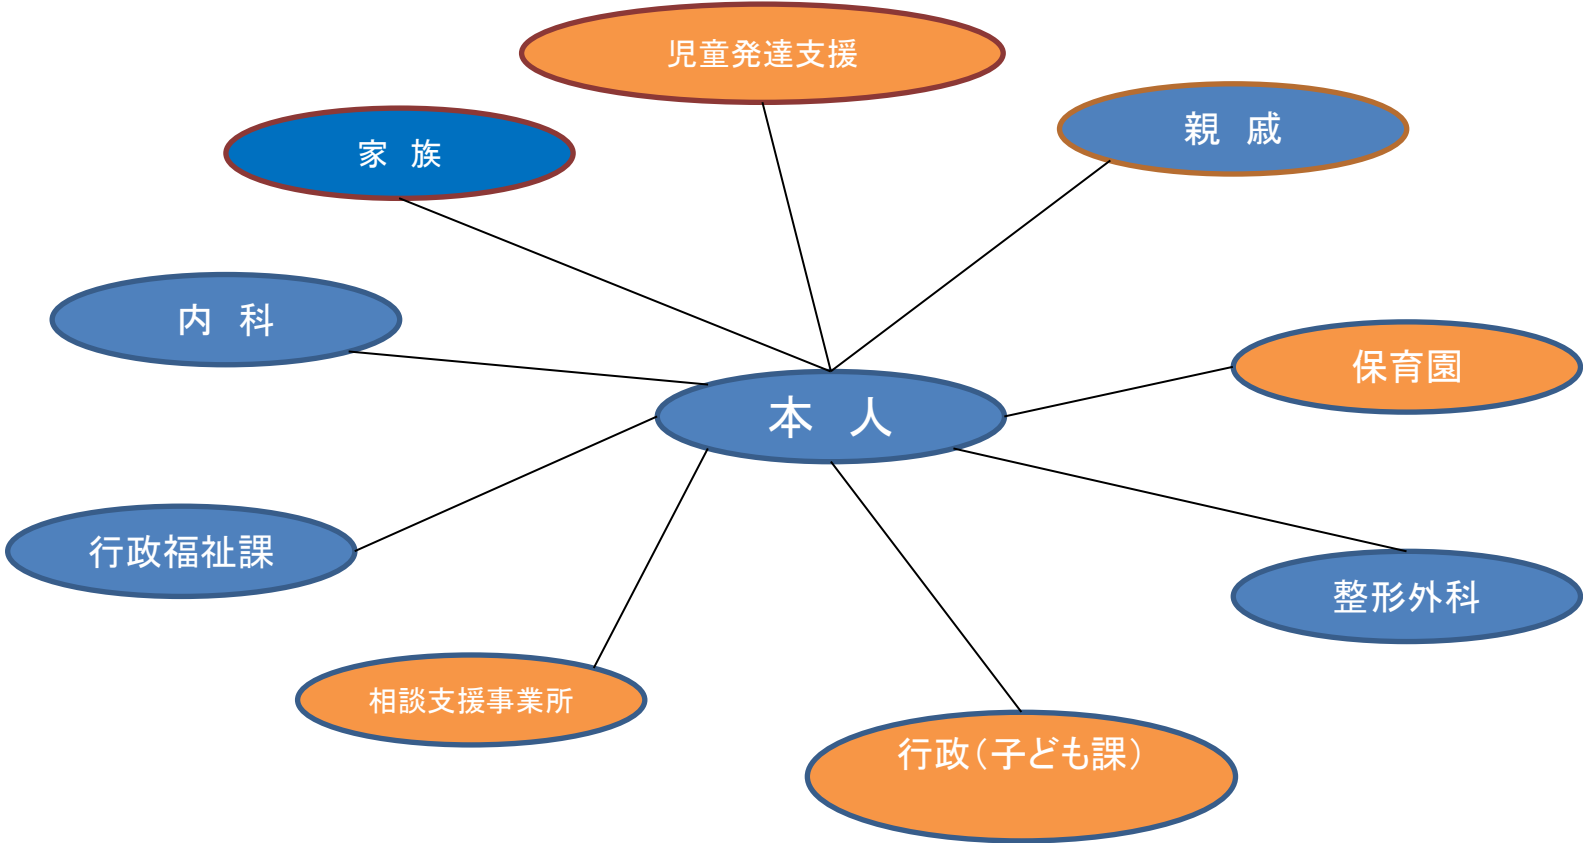 児童発達支援
親　戚
家　族
内　科
保育園
本　人
行政福祉課
整形外科
相談支援事業所
行政（子ども課）